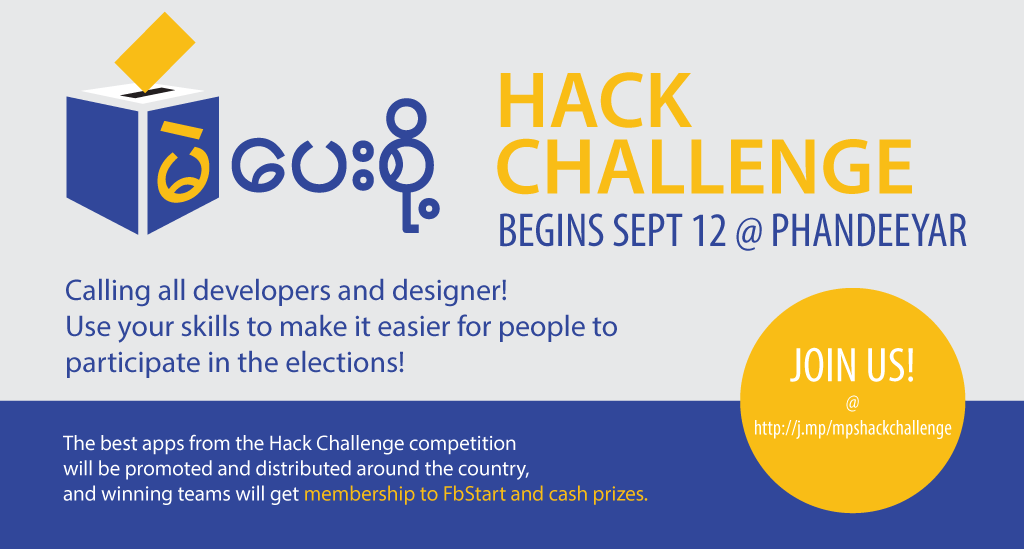 မဲပေးစို့
HACK
CHALLENGE
BEGINS SEPT 12 @ PHANDEEYAR
Calling all developers and designer!
Use your skills to make it easier for people to
participate in the elections!
JOIN US!
@
http://j.mp/mpshackchallenge
The best apps from the Hack Challenge competition
will be promoted and distributed around the country,
and winning teams will get membership to FbStart and cash prizes.